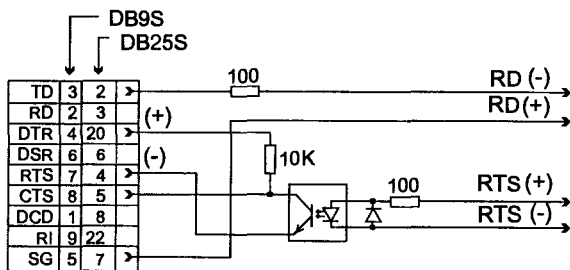 DB9S
DB25S
TD 3 2
RD 2 3
DTR 4 20
DSR 6 6
RTS 7 4
CTS 8 5
DCD 1 8
RI 9 22
SG 5 7
(+)
(-)
100
10K
100
RD (-)
RD (+)
RTS (+)
RTS (-)